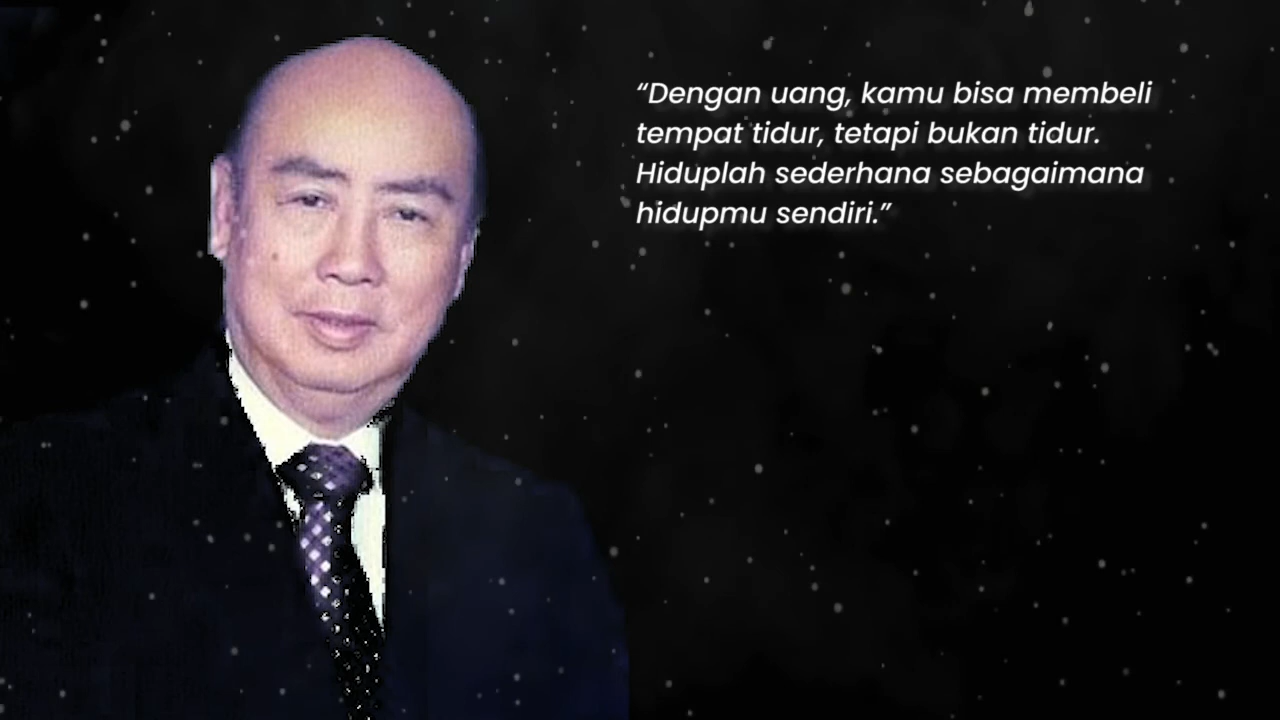 “Dengan uang, kamu bisa membeli
tempat tidur, tetapi bukan tidur.
Hiduplah sederhana sebagaimana
hidupmu sendiri.”